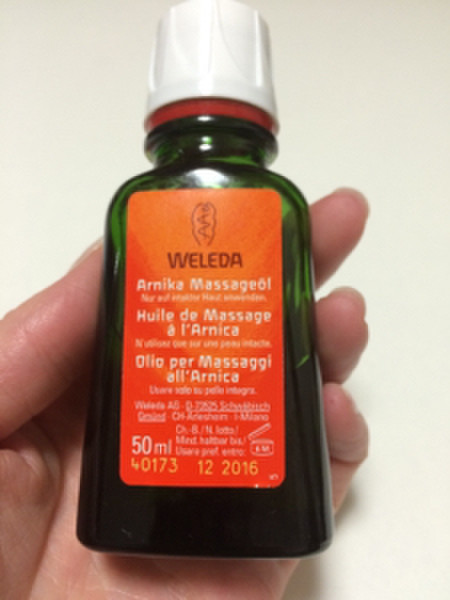 WELEDA
Arnika Massageöl
Nur auf intakter Haut anwenden.
Huile de Massage
à l'Arnica
N'utilisez que sur une peau intacte.
Olio per Massaggi
all'Arnica
Usare solo su pelle integra.
Weleda AG · D-73525 Schwäbisch
Gmünd · CH-Arlesheim · I-Milano
Ch.-B./N. lotto/
Mind. haltbar bis/
Usare pref. entro:
50 ml
6 M
40173 12 2016